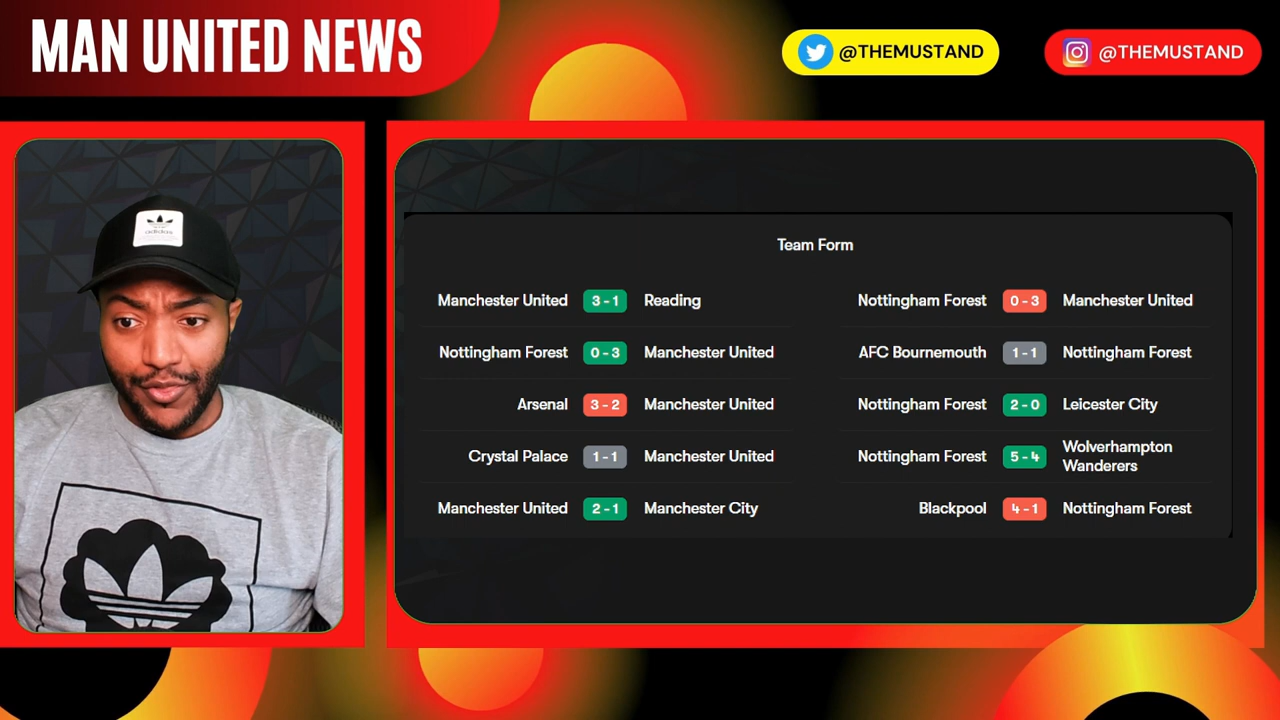 MAN UNITED NEWS
@THEMUSTAND
@THEMUSTAND
adidas
Team Form
Manchester United 3 - 1 Reading
Nottingham Forest 0 - 3 Manchester United
Arsenal 3 - 2 Manchester United
Crystal Palace 1 - 1 Manchester United
Manchester United 2 - 1 Manchester City
Nottingham Forest 0 - 3 Manchester United
AFC Bournemouth 1 - 1 Nottingham Forest
Nottingham Forest 2 - 0 Leicester City
Nottingham Forest 5 - 4 Wolverhampton
Wanderers
Blackpool 4 - 1 Nottingham Forest